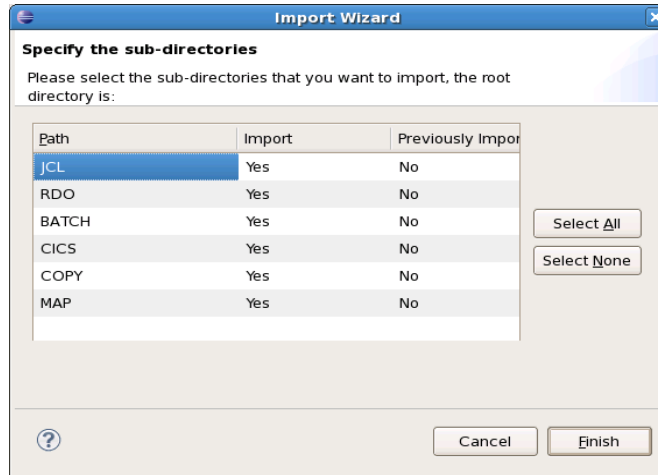 Import Wizard
Specify the sub-directories
Please select the sub-directories that you want to import, the root
directory is:
Path Import Previously Impor
JCL Yes No
RDO Yes No
BATCH Yes No
CICS Yes No
COPY Yes No
MAP Yes No
Select All
Select None
?
Cancel
Finish